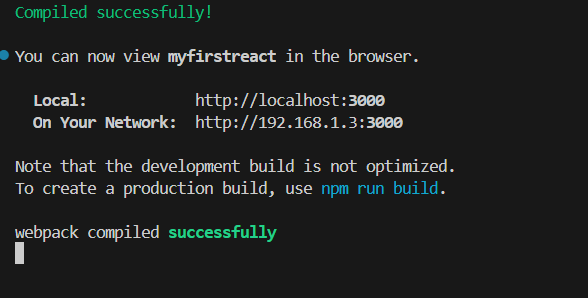 Compiled successfully!
You can now view myfirstreact in the browser.
Local: http://localhost:3000
On Your Network: http://192.168.1.3:3000
Note that the development build is not optimized.
To create a production build, use npm run build.
webpack compiled successfully